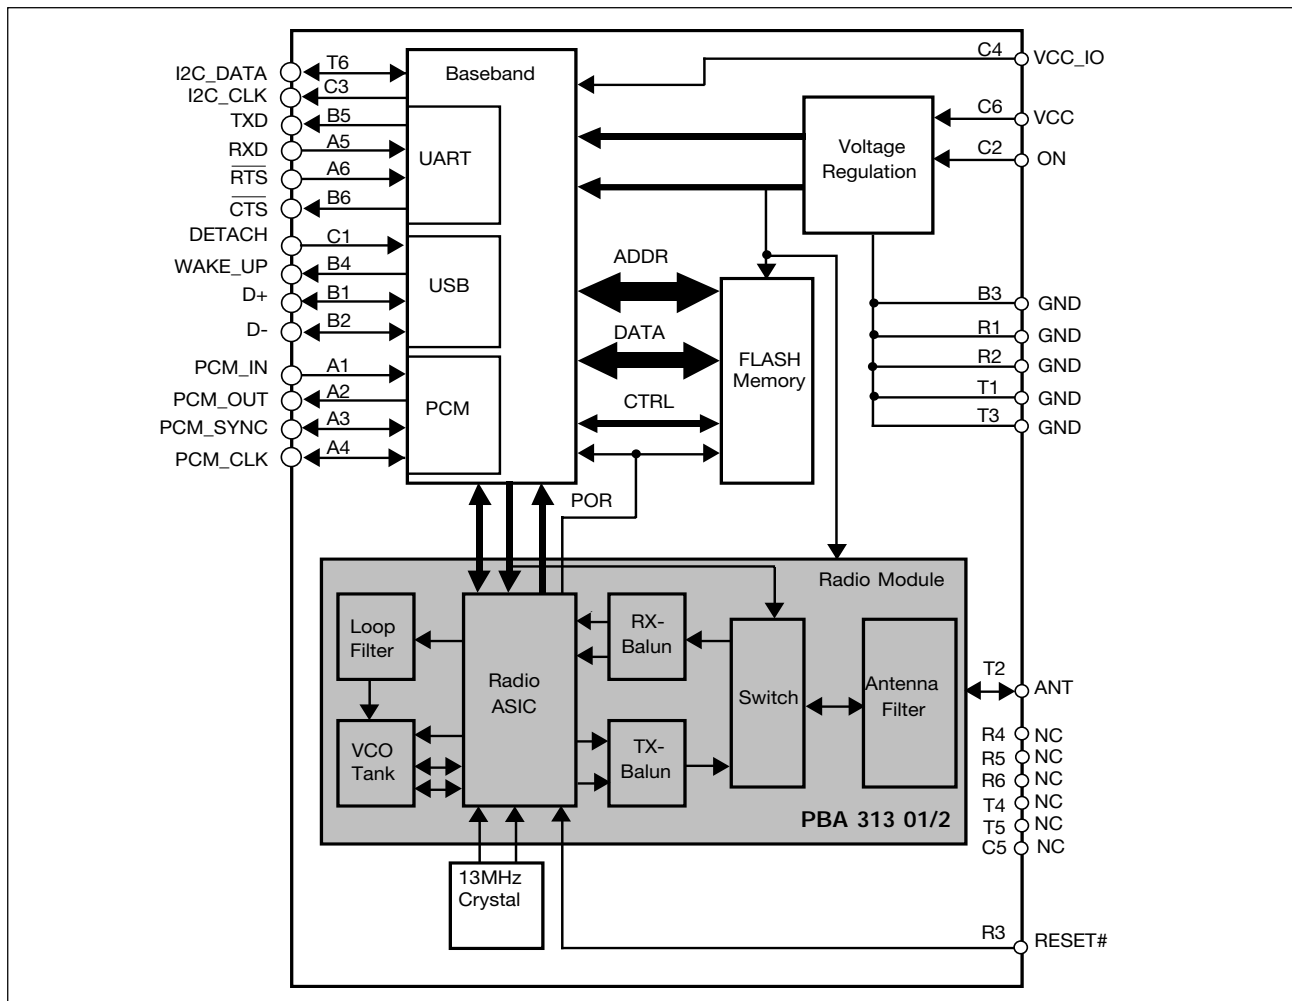 I2C_DATA T6
I2C_CLK C3
TXD B5
RXD A5
RTS A6
CTS B6
DETACH C1
WAKE_UP B4
D+ B1
D- B2
PCM_IN A1
PCM_OUT A2
PCM_SYNC A3
PCM_CLK A4
Baseband
UART
USB
PCM
C4 VCC_IO
C6 VCC
C2 ON
Voltage
Regulation
ADDR
DATA
CTRL
POR
FLASH
Memory
B3 GND
R1 GND
R2 GND
T1 GND
T3 GND
Radio Module
Loop
Filter
VCO
Tank
Radio
ASIC
RX-
Balun
TX-
Balun
Switch
Antenna
Filter
PBA 313 01/2
T2 ANT
R4 NC
R5 NC
R6 NC
T4 NC
T5 NC
C5 NC
13MHz
Crystal
R3 RESET#